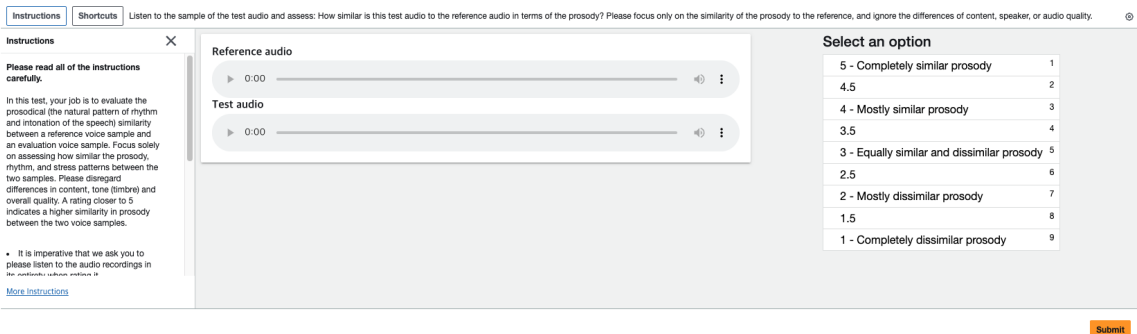 Instructions
Shortcuts
Listen to the sample of the test audio and assess: How similar is this test audio to the reference audio in terms of the prosody? Please focus only on the similarity of the prosody to the reference, and ignore the differences of content, speaker, or audio quality.
Instructions
Please read all of the instructions
carefully.
In this test, your job is to evaluate the
prosodical (the natural pattern of rhythm
and intonation of the speech) similarity
between a reference voice sample and
an evaluation voice sample. Focus solely
on assessing how similar the prosody,
rhythm, and stress patterns between the
two samples. Please disregard
differences in content, tone (timbre) and
overall quality. A rating closer to 5
indicates a higher similarity in prosody
between the two voice samples.
• It is imperative that we ask you to
please listen to the audio recordings in
its entirety when rating it
More Instructions
Reference audio
0:00
Test audio
0:00
Select an option
5 - Completely similar prosody 1
4.5 2
4 - Mostly similar prosody 3
3.5 4
3 - Equally similar and dissimilar prosody 5
2.5 6
2 - Mostly dissimilar prosody 7
1.5 8
1 - Completely dissimilar prosody 9
Submit